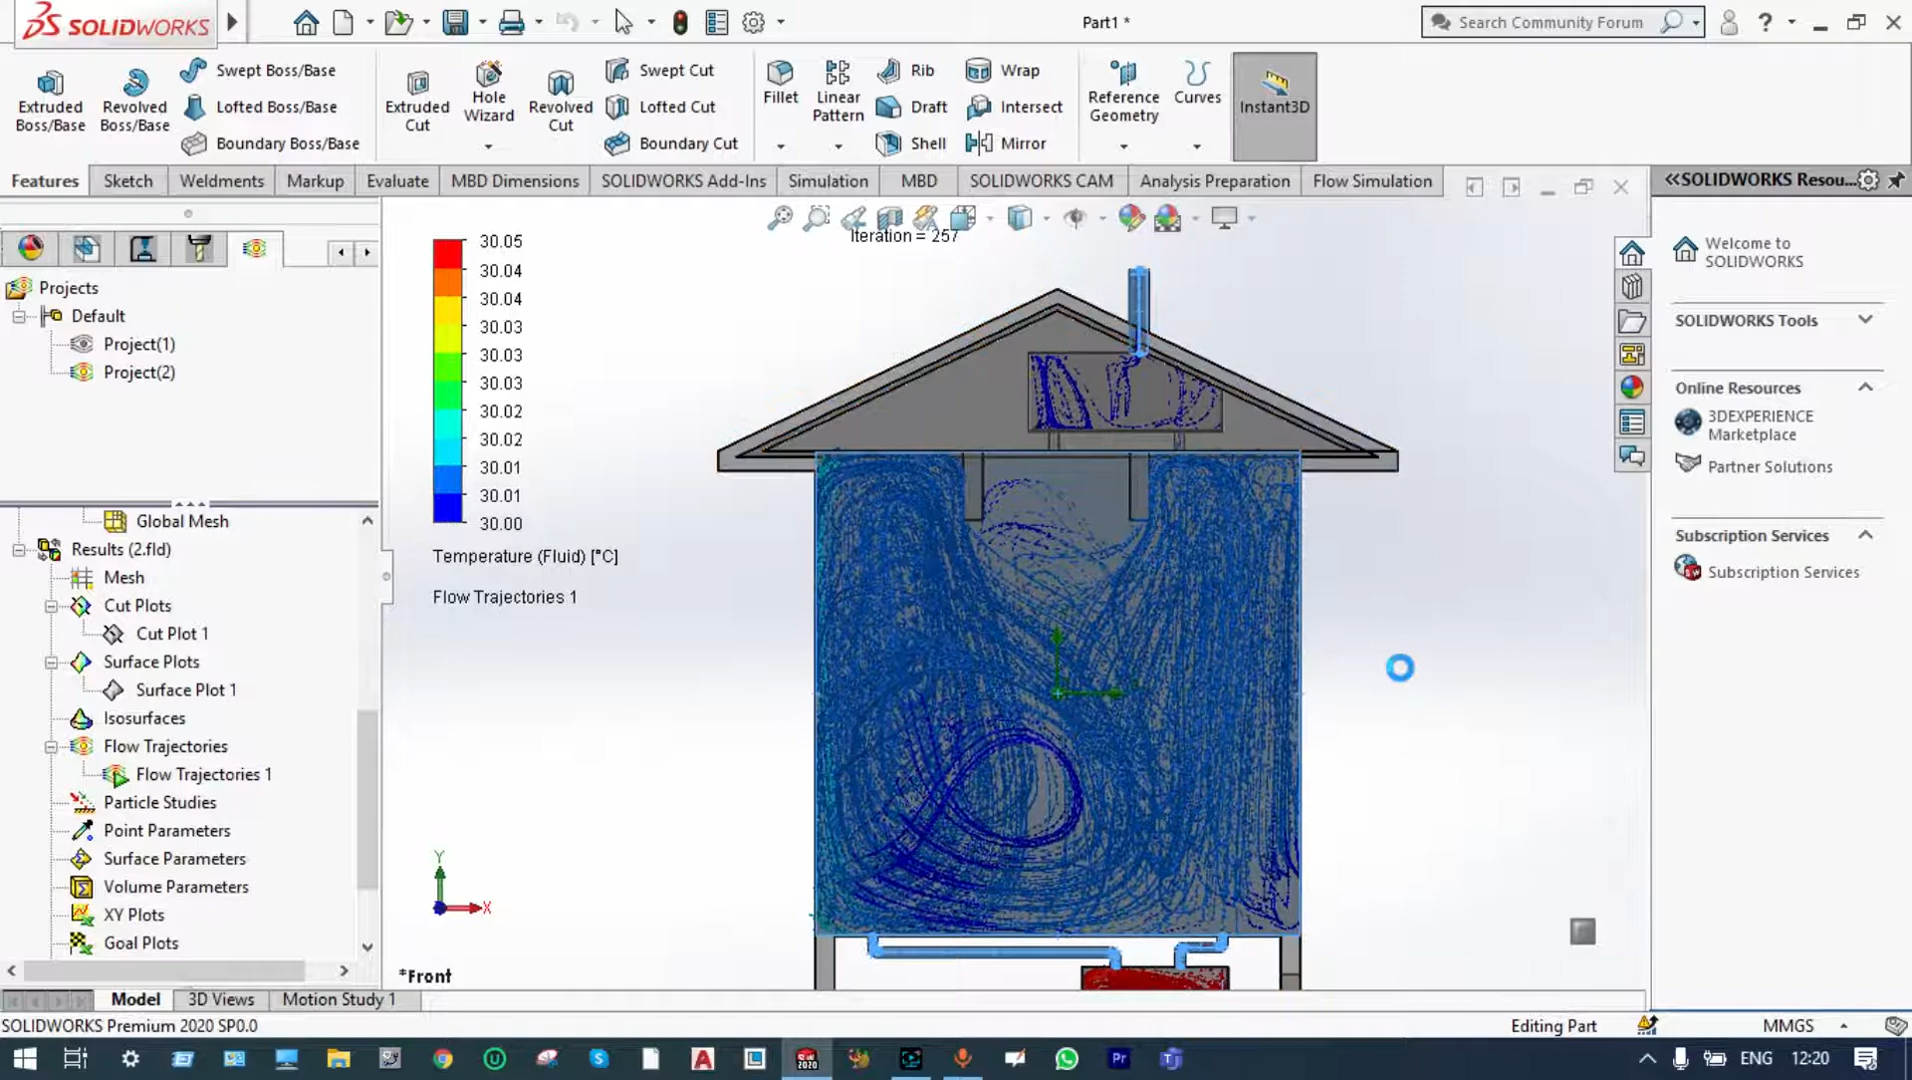 SOLIDWORKS
Part1 *
Search Community Forum
Extruded Boss/Base
Revolved Boss/Base
Swept Boss/Base
Lofted Boss/Base
Boundary Boss/Base
Extruded Cut
Hole Wizard
Revolved Cut
Swept Cut
Lofted Cut
Boundary Cut
Fillet
Linear Pattern
Rib
Draft
Shell
Wrap
Intersect
Mirror
Reference Geometry
Curves
Instant3D
Features
Sketch
Weldments
Markup
Evaluate
MBD Dimensions
SOLIDWORKS Add-Ins
Simulation
MBD
SOLIDWORKS CAM
Analysis Preparation
Flow Simulation
SOLIDWORKS Resou...
Projects
Default
Project(1)
Project(2)
Global Mesh
Results (2.fld)
Mesh
Cut Plots
Cut Plot 1
Surface Plots
Surface Plot 1
Isosurfaces
Flow Trajectories
Flow Trajectories 1
Particle Studies
Point Parameters
Surface Parameters
Volume Parameters
XY Plots
Goal Plots
Iteration = 257
30.05
30.04
30.04
30.03
30.03
30.03
30.02
30.02
30.01
30.01
30.00
Temperature (Fluid) [°C]
Flow Trajectories 1
Y
X
*Front
Welcome to
SOLIDWORKS
SOLIDWORKS Tools
Online Resources
3DEXPERIENCE
Marketplace
Partner Solutions
Subscription Services
Subscription Services
Model
3D Views
Motion Study 1
SOLIDWORKS Premium 2020 SP0.0
Editing Part
MMGS
ENG
12:20